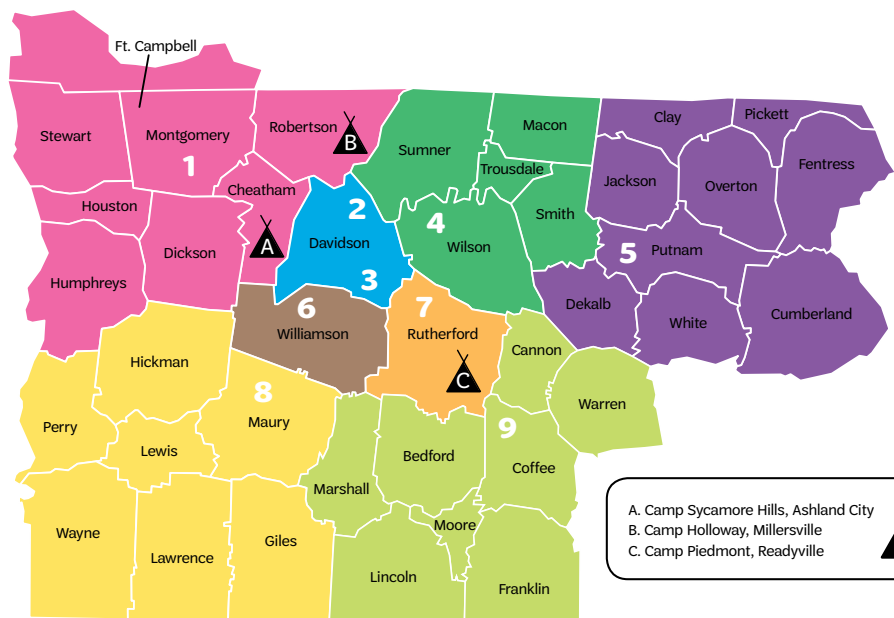 Ft. Campbell
Stewart
Montgomery
1
Robertson
B
Sumner
Macon
Clay
Pickett
Trousdale
Fentress
Jackson
Overton
Cheatham
Houston
2
Smith
4
Davidson
Wilson
A
Dickson
5
Putnam
Humphreys
3
6
7
Dekalb
Cumberland
Williamson
Rutherford
White
Cannon
Hickman
C
8
Warren
Maury
Perry
9
Lewis
Bedford
Coffee
Marshall
Moore
Wayne
Lawrence
Giles
Lincoln
Franklin
A. Camp Sycamore Hills, Ashland City
B. Camp Holloway, Millersville
C. Camp Piedmont, Readyville